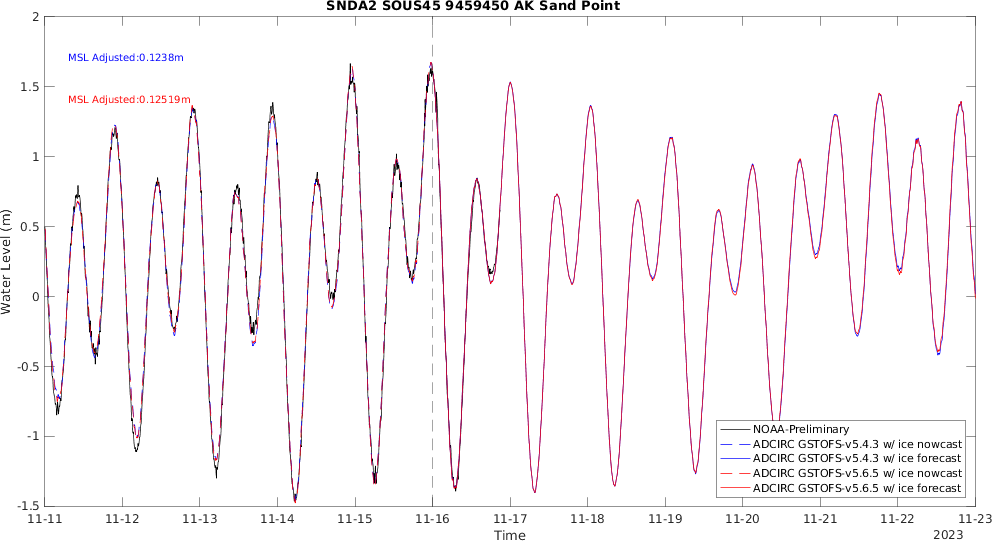 SNDA2 SOUS45 9459450 AK Sand Point
2
1.5
1
0.5
0
-0.5
-1
-1.5
Water Level (m)
MSL Adjusted:0.1238m
MSL Adjusted:0.12519m
NOAA-Preliminary
ADCIRC GSTOFS-v5.4.3 w/ ice nowcast
ADCIRC GSTOFS-v5.4.3 w/ ice forecast
ADCIRC GSTOFS-v5.6.5 w/ ice nowcast
ADCIRC GSTOFS-v5.6.5 w/ ice forecast
11-11 11-12 11-13 11-14 11-15 11-16 11-17 11-18 11-19 11-20 11-21 11-22 11-23
Time
2023